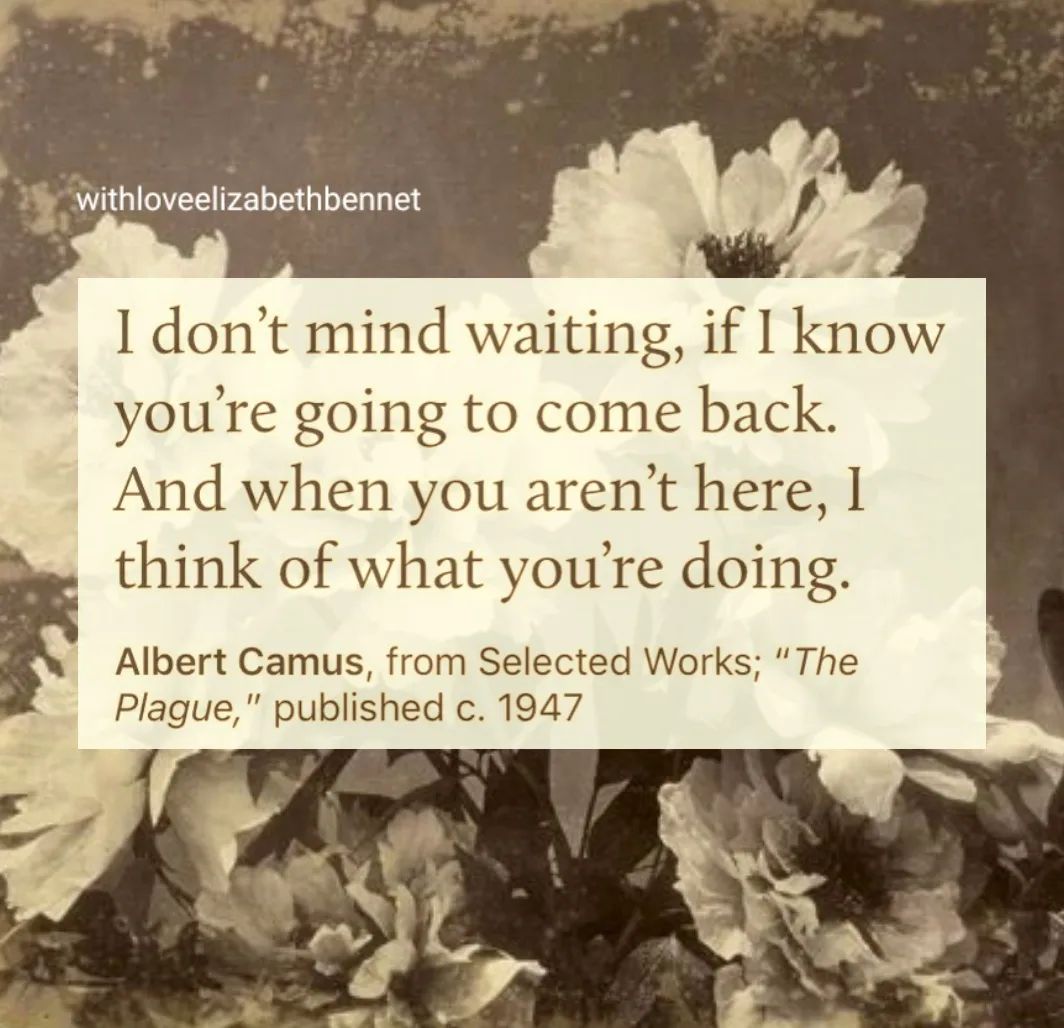 withloveelizabethbennet
I don’t mind waiting, if I know
you’re going to come back.
And when you aren’t here, I
think of what you’re doing.
Albert Camus, from Selected Works; “The
Plague,” published c. 1947